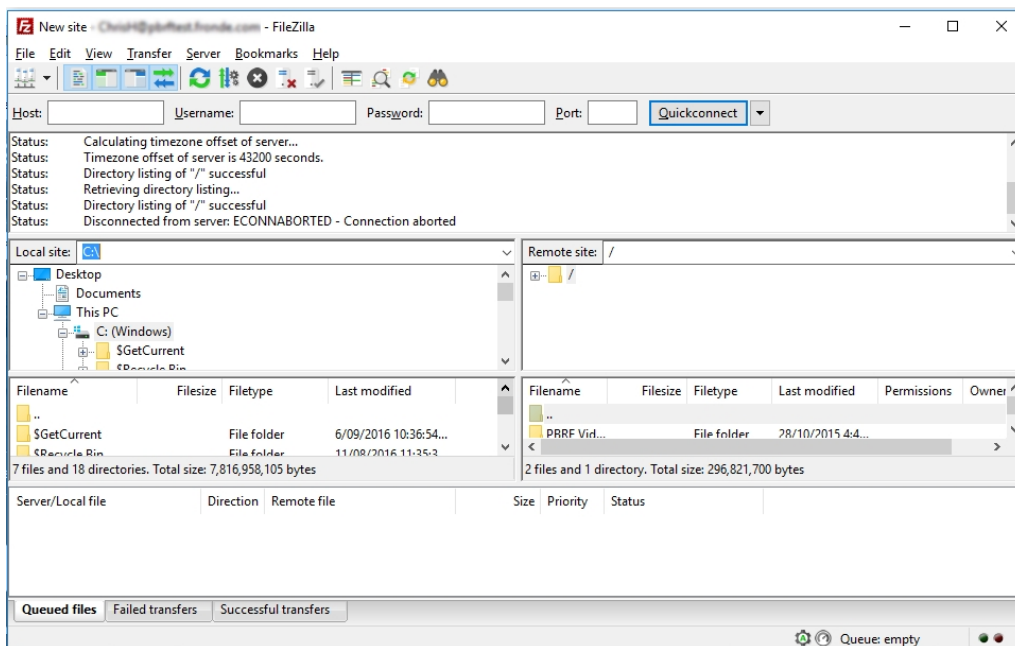 New site - - FileZilla
File Edit View Transfer Server Bookmarks Help
Host: Username: Password: Port: Quickconnect
Status: Calculating timezone offset of server...
Status: Timezone offset of server is 43200 seconds.
Status: Directory listing of "/" successful
Status: Retrieving directory listing...
Status: Directory listing of "/" successful
Status: Disconnected from server: ECONNABORTED - Connection aborted
Local site: C:\
Remote site: /
Desktop
Documents
This PC
C: (Windows)
$GetCurrent
$Recycle.Bin
/
Filename Filesize Filetype Last modified
..
$GetCurrent File folder 6/09/2016 10:36:54...
$Recycle.Bin File folder 11/08/2016 11:35:3...
7 files and 18 directories. Total size: 7,816,958,105 bytes
Filename Filesize Filetype Last modified Permissions Owner
..
PBRF Vid... File folder 28/10/2015 4:4...
2 files and 1 directory. Total size: 296,821,700 bytes
Server/Local file Direction Remote file Size Priority Status
Queued files Failed transfers Successful transfers
Queue: empty